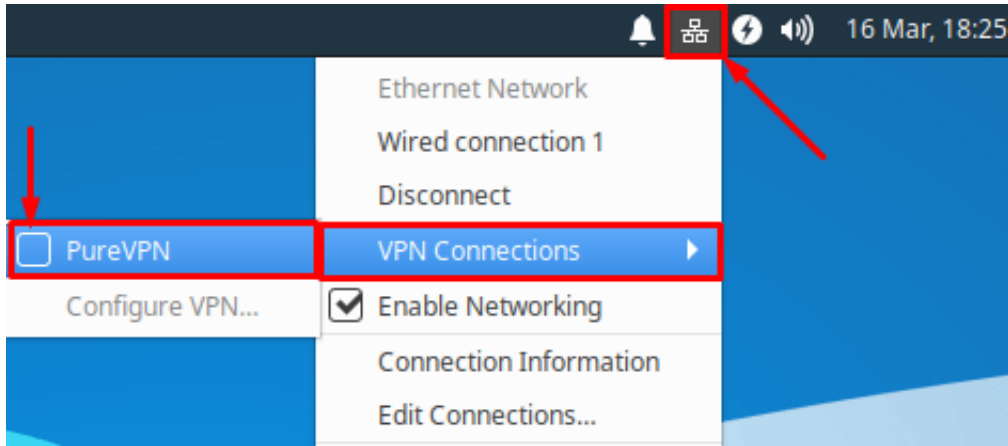 16 Mar, 18:25
Ethernet Network
Wired connection 1
Disconnect
PureVPN
VPN Connections
Configure VPN...
Enable Networking
Connection Information
Edit Connections...